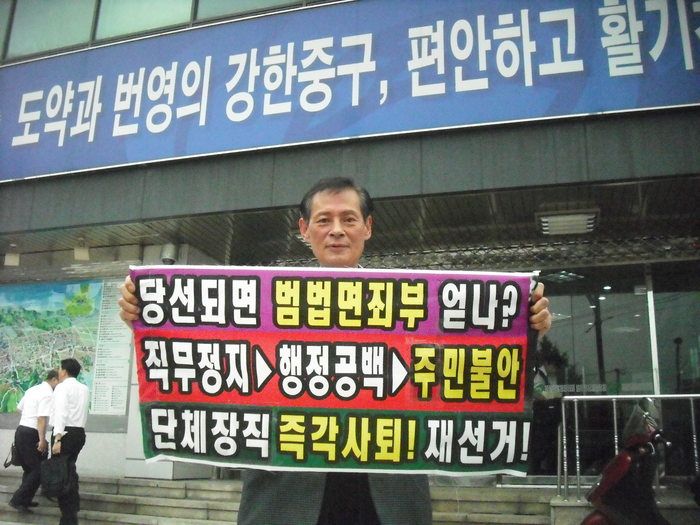 도약과 번영의 강한중구, 편안하고 활기
당선되면 범법면죄부 얻나?
직무정지▶행정공백▶주민불안
단체장직 즉각사퇴! 재선거!